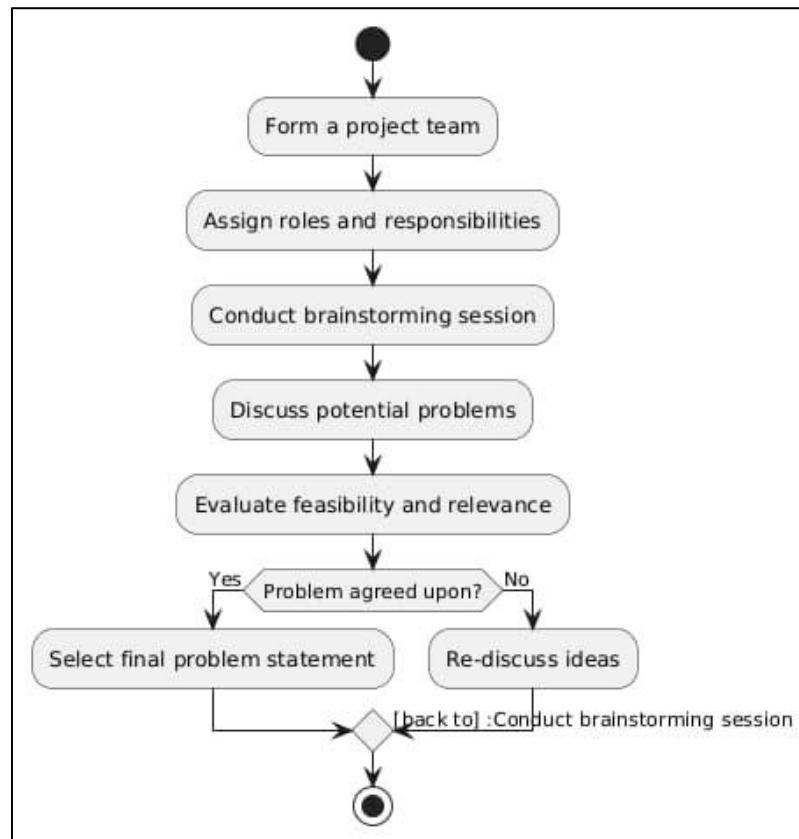 Form a project team
Assign roles and responsibilities
Conduct brainstorming session
Discuss potential problems
Evaluate feasibility and relevance
Yes
Problem agreed upon?
No
Select final problem statement
Re-discuss ideas
[back to] :Conduct brainstorming session